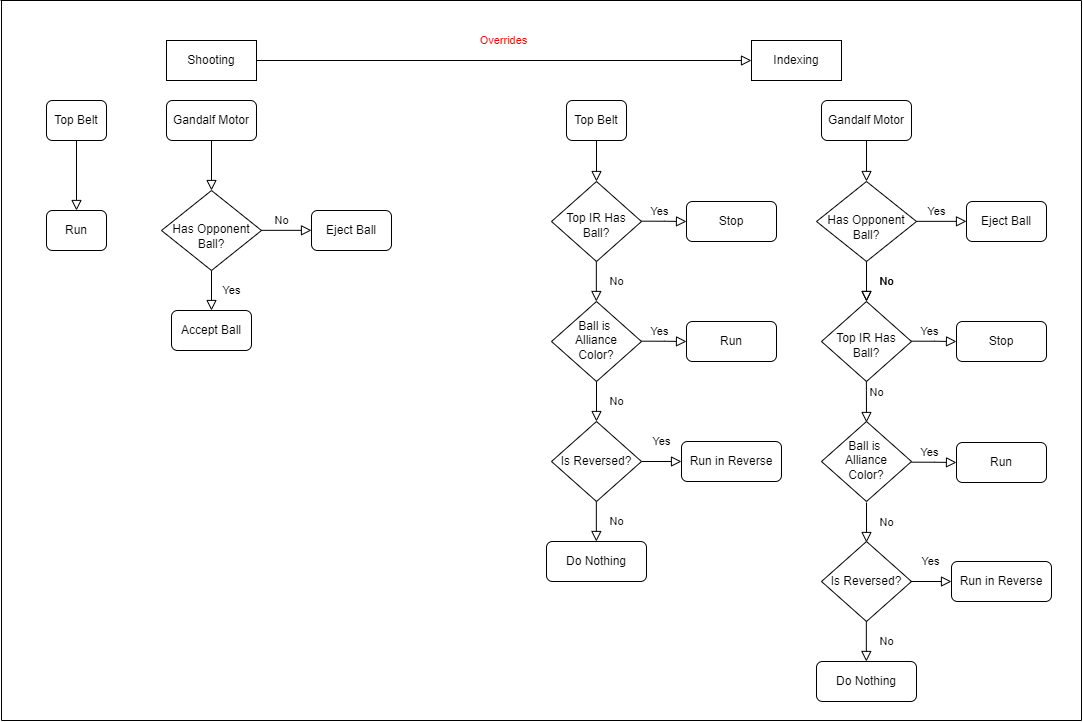 Overrides
Shooting
Indexing
Top Belt
Gandalf Motor
Run
Has Opponent
Ball?
No
Eject Ball
Yes
Accept Ball
Top Belt
Top IR Has
Ball?
Yes
Stop
No
Ball is
Alliance
Color?
Yes
Run
No
Is Reversed?
Yes
Run in Reverse
No
Do Nothing
Gandalf Motor
Has Opponent
Ball?
Yes
Eject Ball
No
Top IR Has
Ball?
Yes
Stop
No
Ball is
Alliance
Color?
Yes
Run
No
Is Reversed?
Yes
Run in Reverse
No
Do Nothing